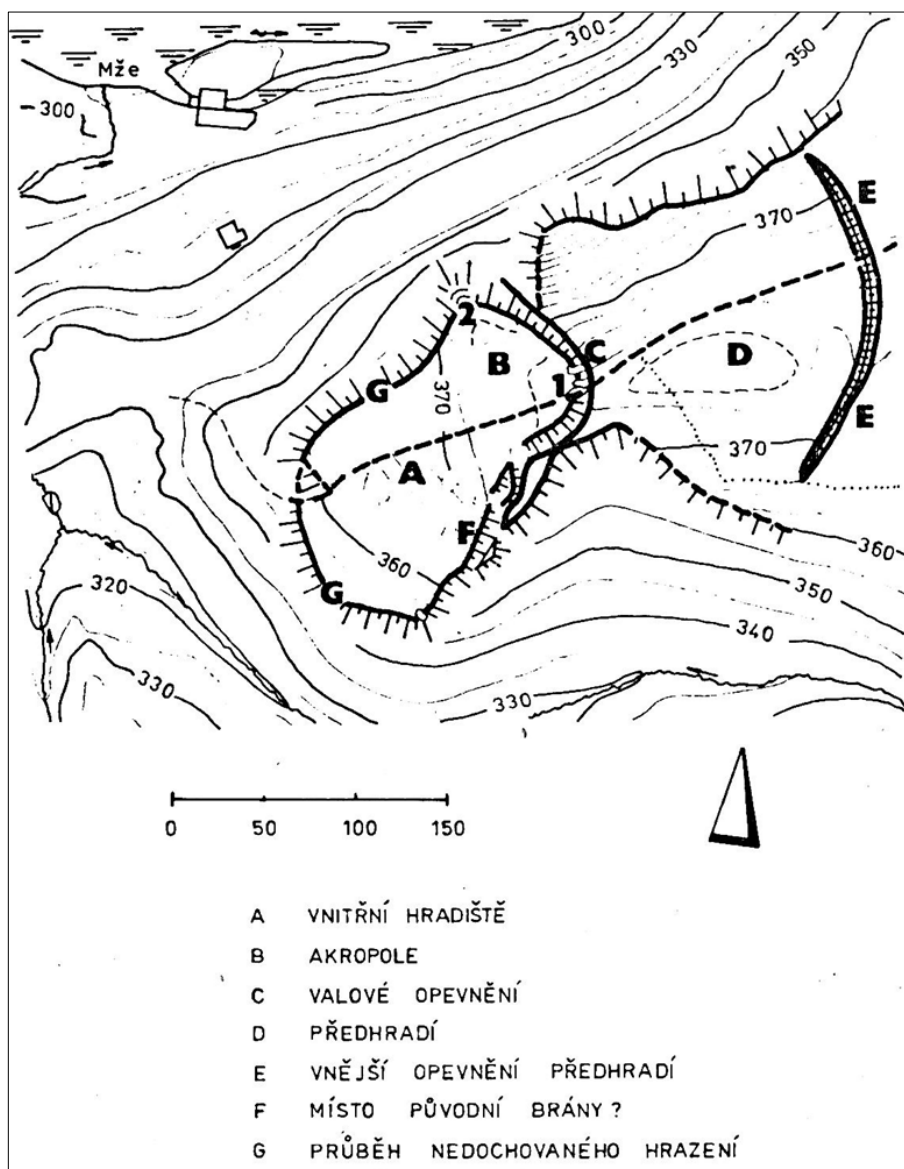 Mže
300
330
350
300
E
370
2
C
B
1
D
G
370
E
370
A
F
360
360
320
G
350
340
330
330
0 50 100 150
A VNITŘNÍ HRADIŠTĚ
B AKROPOLE
C VALOVÉ OPEVNĚNÍ
D PŘEDHRADÍ
E VNĚJŠÍ OPEVNĚNÍ PŘEDHRADÍ
F MÍSTO PŮVODNÍ BRÁNY?
G PRŮBĚH NEDOCHOVANÉHO HRAZENÍ